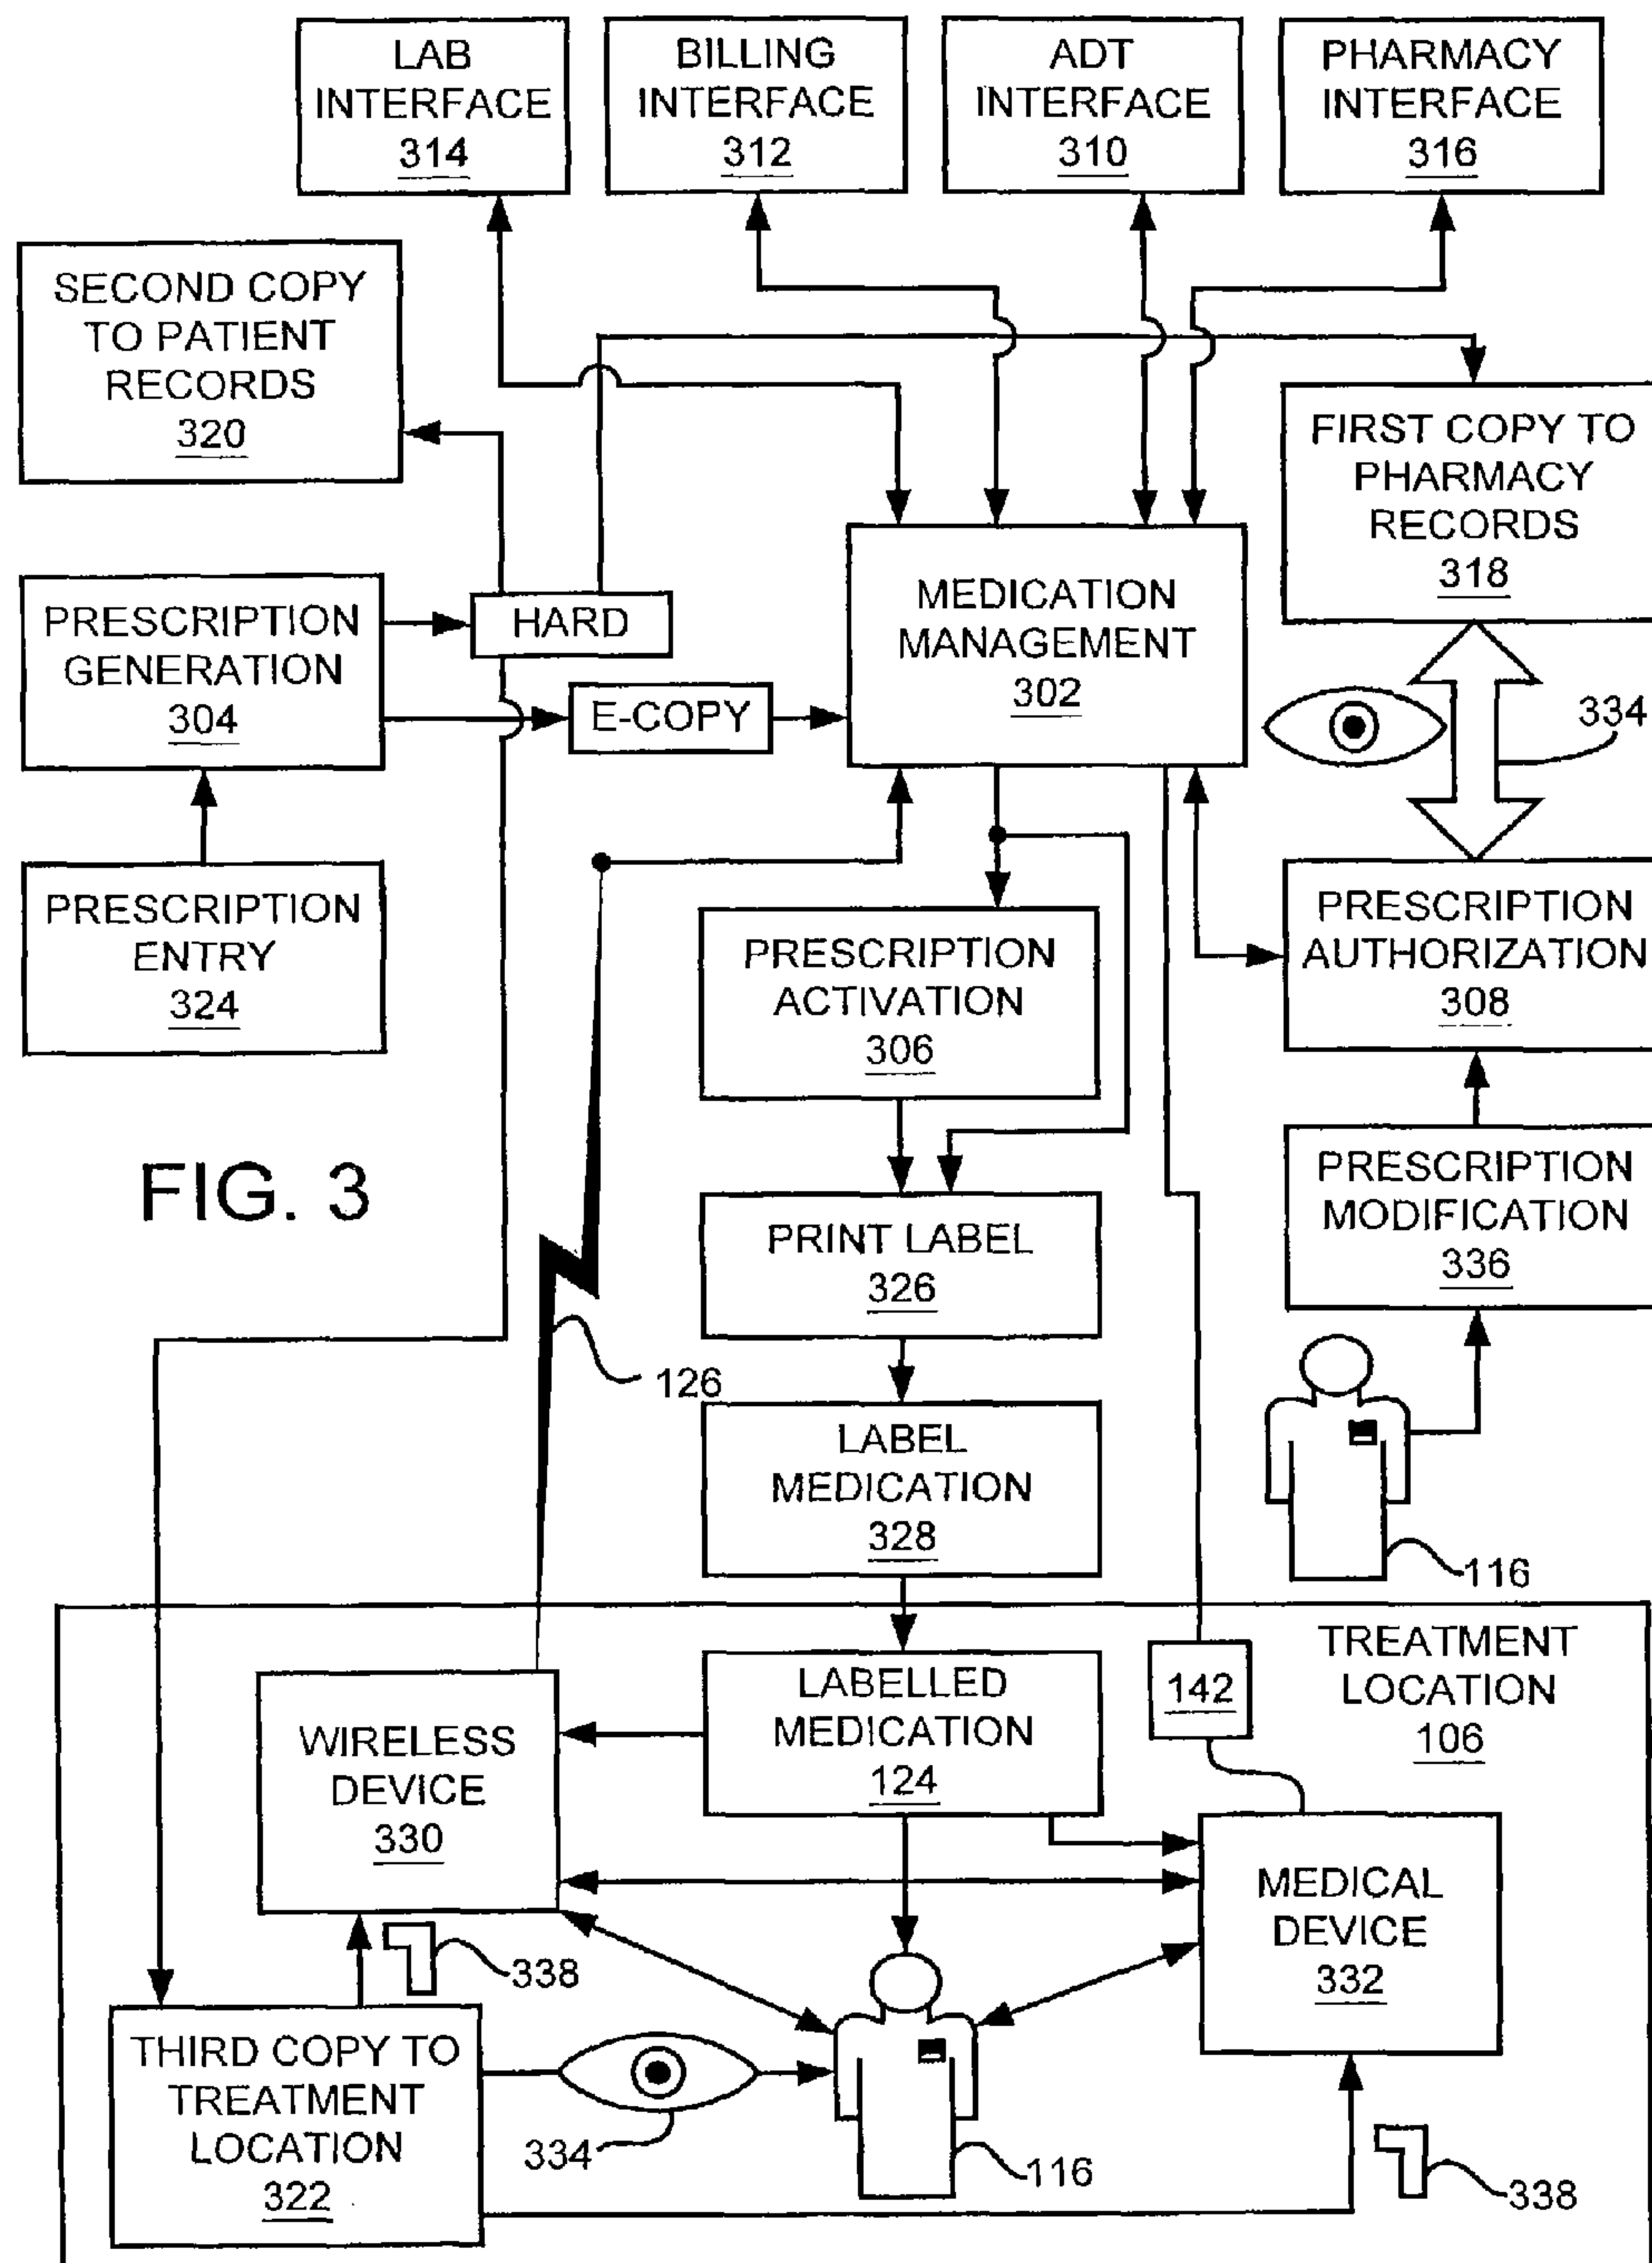 LAB
INTERFACE
314
BILLING
INTERFACE
312
ADT
INTERFACE
310
PHARMACY
INTERFACE
316
SECOND COPY
TO PATIENT
RECORDS
320
FIRST COPY TO
PHARMACY
RECORDS
318
PRESCRIPTION
GENERATION
304
HARD
E-COPY
MEDICATION
MANAGEMENT
302
334
PRESCRIPTION
ENTRY
324
PRESCRIPTION
ACTIVATION
306
PRESCRIPTION
AUTHORIZATION
308
FIG. 3
PRINT LABEL
326
PRESCRIPTION
MODIFICATION
336
126
LABEL
MEDICATION
328
116
TREATMENT
LOCATION
106
LABELLED
MEDICATION
124
142
WIRELESS
DEVICE
330
MEDICAL
DEVICE
332
338
THIRD COPY TO
TREATMENT
LOCATION
322
334
116
338